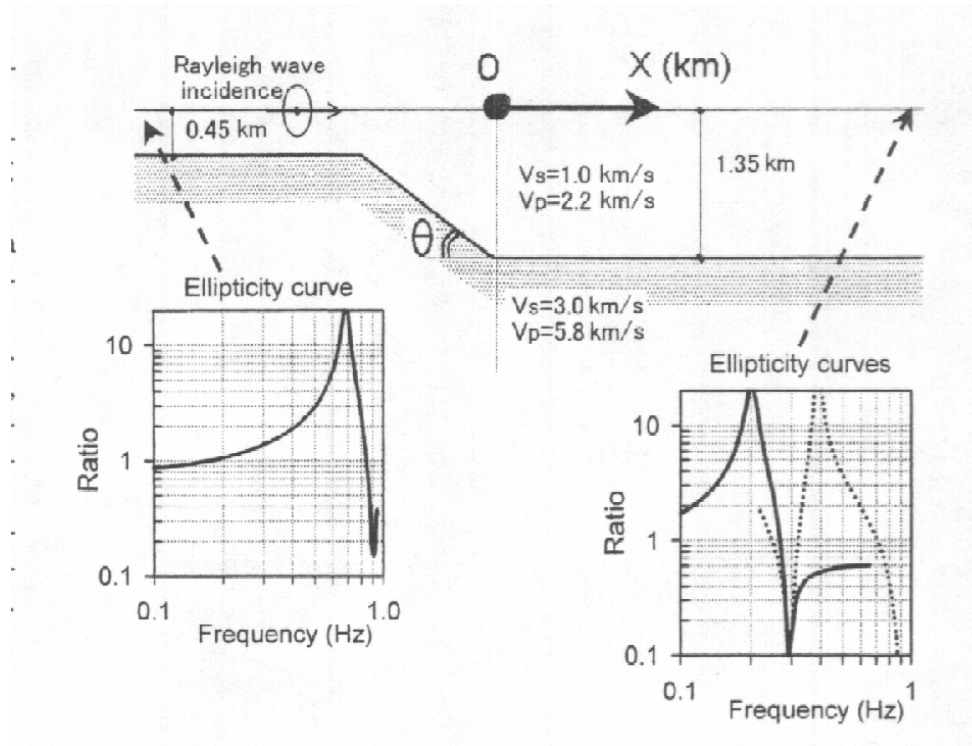 O
X (km)
Rayleigh wave
incidence
0.45 km
1.35 km
Vs=1.0 km/s
Vp=2.2 km/s
θ
Vs=3.0 km/s
Vp=5.8 km/s
Ellipticity curve
10
1
0.1
Ratio
0.1
1.0
Frequency (Hz)
Ellipticity curves
10
1
0.1
Ratio
0.1
1
Frequency (Hz)